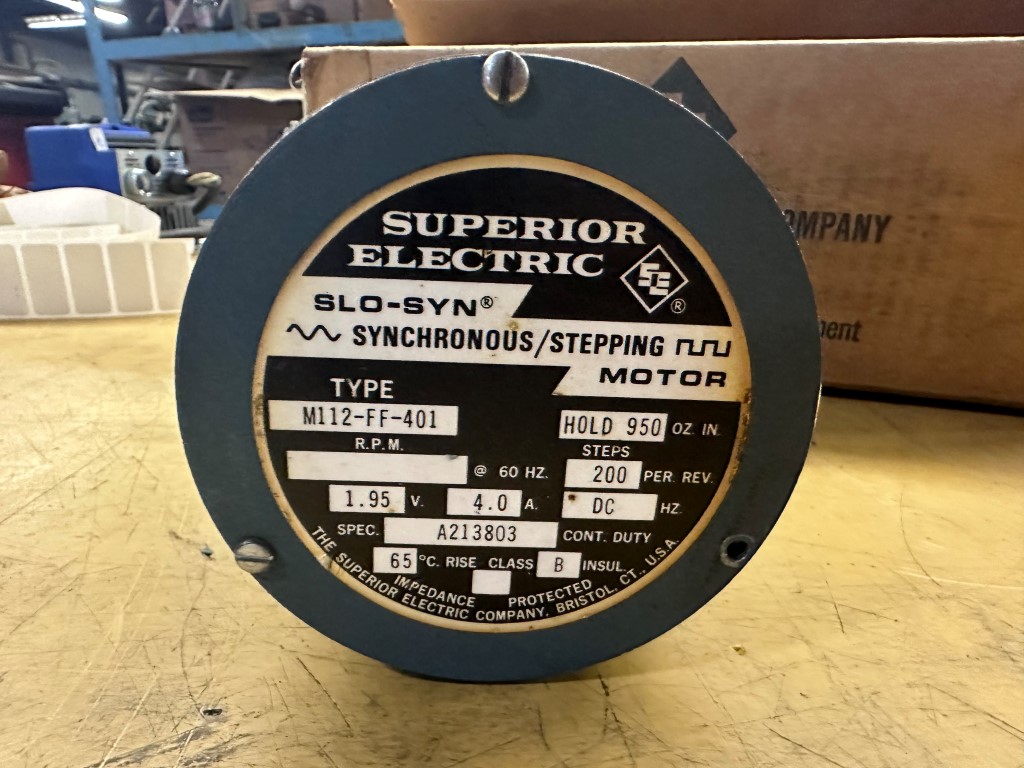 SUPERIOR
ELECTRIC
SE
®
SLO-SYN®
SYNCHRONOUS/STEPPING
MOTOR
TYPE
M112-FF-401
HOLD 950 OZ. IN.
R.P.M.
STEPS
@ 60 HZ.
200 PER. REV.
1.95 V. 4.0 A. DC HZ.
SPEC. A213803 CONT. DUTY
65 °C. RISE CLASS B INSUL.
IMPEDANCE PROTECTED
THE SUPERIOR ELECTRIC COMPANY, BRISTOL, CT., U.S.A.
OMPANY
ent